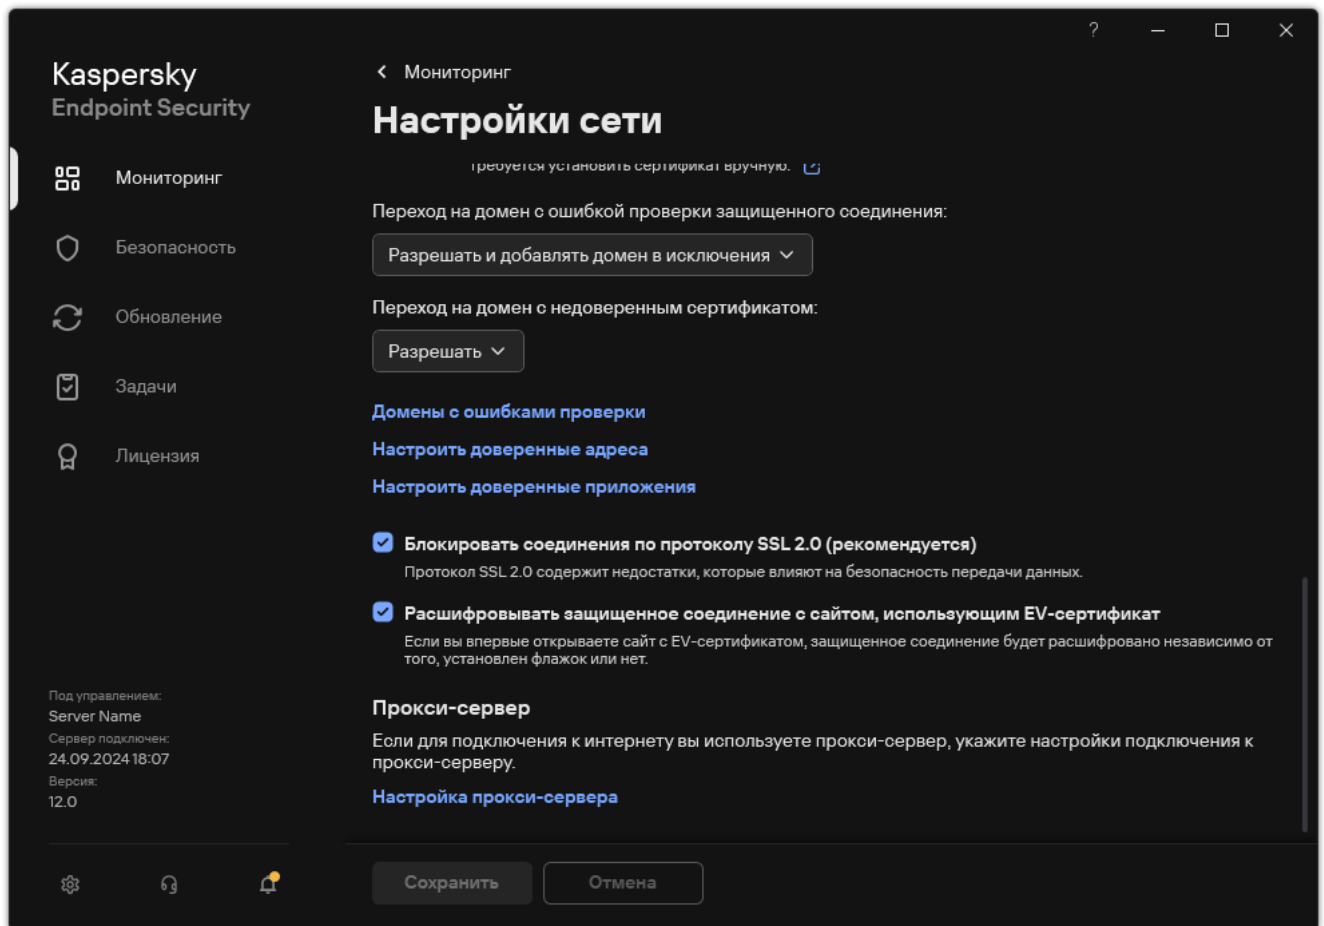 ?
Kaspersky
Endpoint Security
Мониторинг
Безопасность
Обновление
Задачи
Лицензия
Под управлением:
Server Name
Сервер подключен:
24.09.2024 18:07
Версия:
12.0
Мониторинг
Настройки сети
Требуется установить сертификат вручную.
Переход на домен с ошибкой проверки защищенного соединения:
Разрешать и добавлять домен в исключения
Переход на домен с недоверенным сертификатом:
Разрешать
Домены с ошибками проверки
Настроить доверенные адреса
Настроить доверенные приложения
Блокировать соединения по протоколу SSL 2.0 (рекомендуется)
Протокол SSL 2.0 содержит недостатки, которые влияют на безопасность передачи данных.
Расшифровывать защищенное соединение с сайтом, использующим EV-сертификат
Если вы впервые открываете сайт с EV-сертификатом, защищенное соединение будет расшифровано независимо от
того, установлен флажок или нет.
Прокси-сервер
Если для подключения к интернету вы используете прокси-сервер, укажите настройки подключения к
прокси-серверу.
Настройка прокси-сервера
Сохранить
Отмена